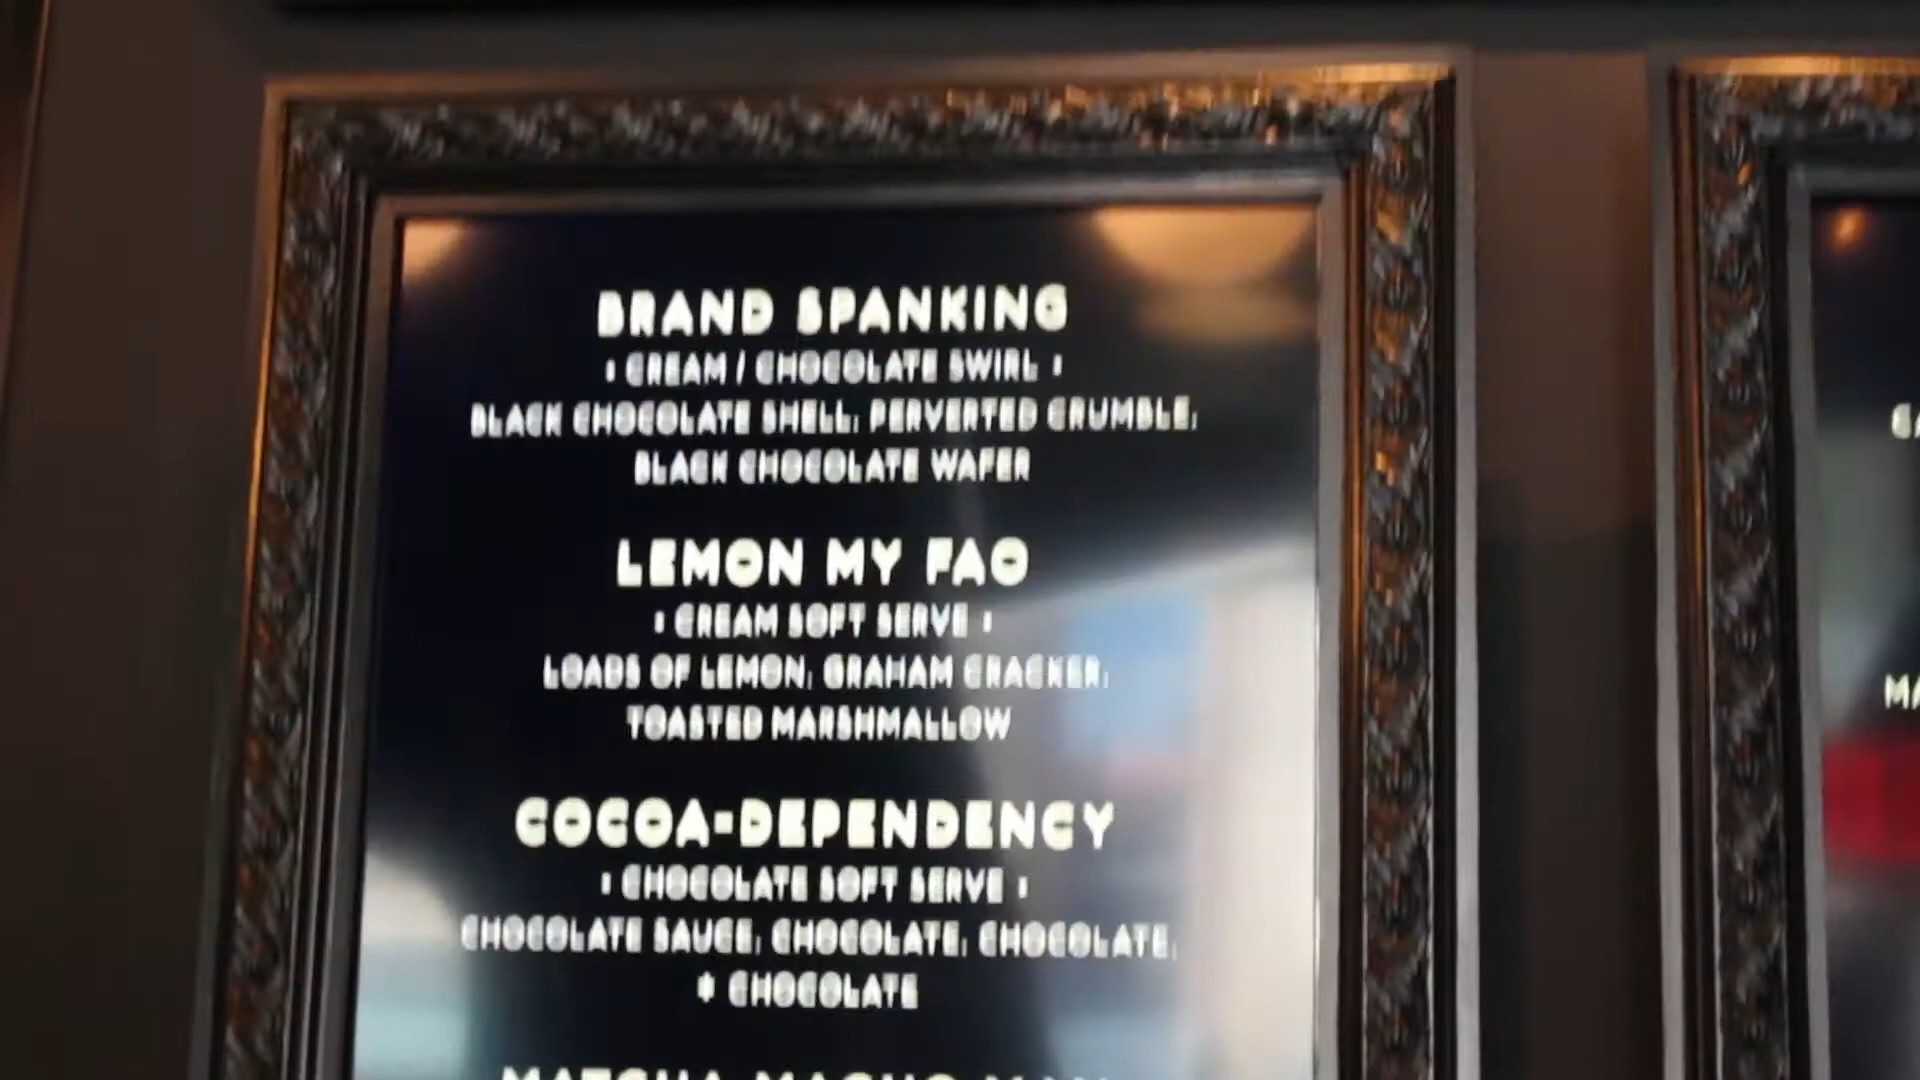 BRAND SPANKING
: CREAM / CHOCOLATE SWIRL :
BLACK CHOCOLATE SHELL, PERVERTED CRUMBLE,
BLACK CHOCOLATE WAFER
LEMON MY FAO
: CREAM SOFT SERVE :
LOADS OF LEMON, GRAHAM CRACKER,
TOASTED MARSHMALLOW
COCOA-DEPENDENCY
: CHOCOLATE SOFT SERVE :
CHOCOLATE SAUCE, CHOCOLATE, CHOCOLATE,
+ CHOCOLATE